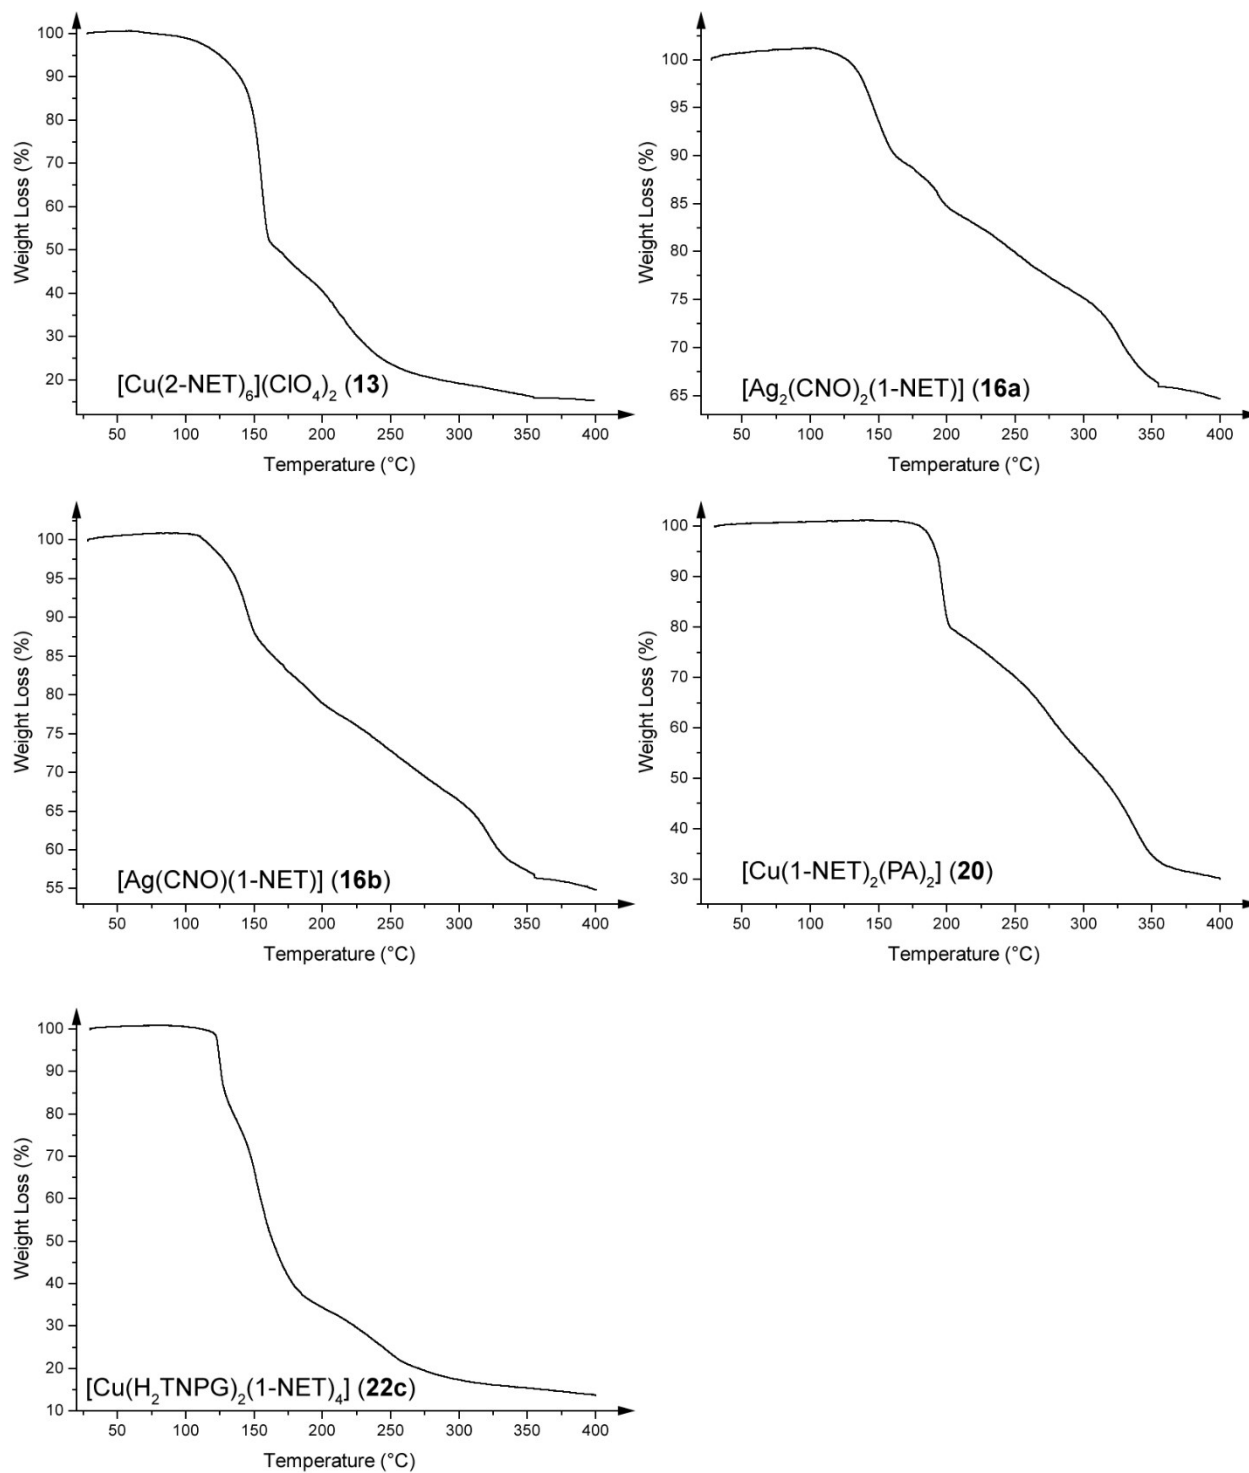 100
90
80
70
60
50
40
30
20
Weight Loss (%)
[Cu(2-NET)₆](ClO₄)₂ (13)
50 100 150 200 250 300 350 400
Temperature (°C)
100
95
90
85
80
75
70
65
Weight Loss (%)
[Ag₂(CNO)₂(1-NET)] (16a)
50 100 150 200 250 300 350 400
Temperature (°C)
100
95
90
85
80
75
70
65
60
55
Weight Loss (%)
[Ag(CNO)(1-NET)] (16b)
50 100 150 200 250 300 350 400
Temperature (°C)
100
90
80
70
60
50
40
30
Weight Loss (%)
[Cu(1-NET)₂(PA)₂] (20)
50 100 150 200 250 300 350 400
Temperature (°C)
100
90
80
70
60
50
40
30
20
10
Weight Loss (%)
[Cu(H₂TNPG)₂(1-NET)₄] (22c)
50 100 150 200 250 300 350 400
Temperature (°C)